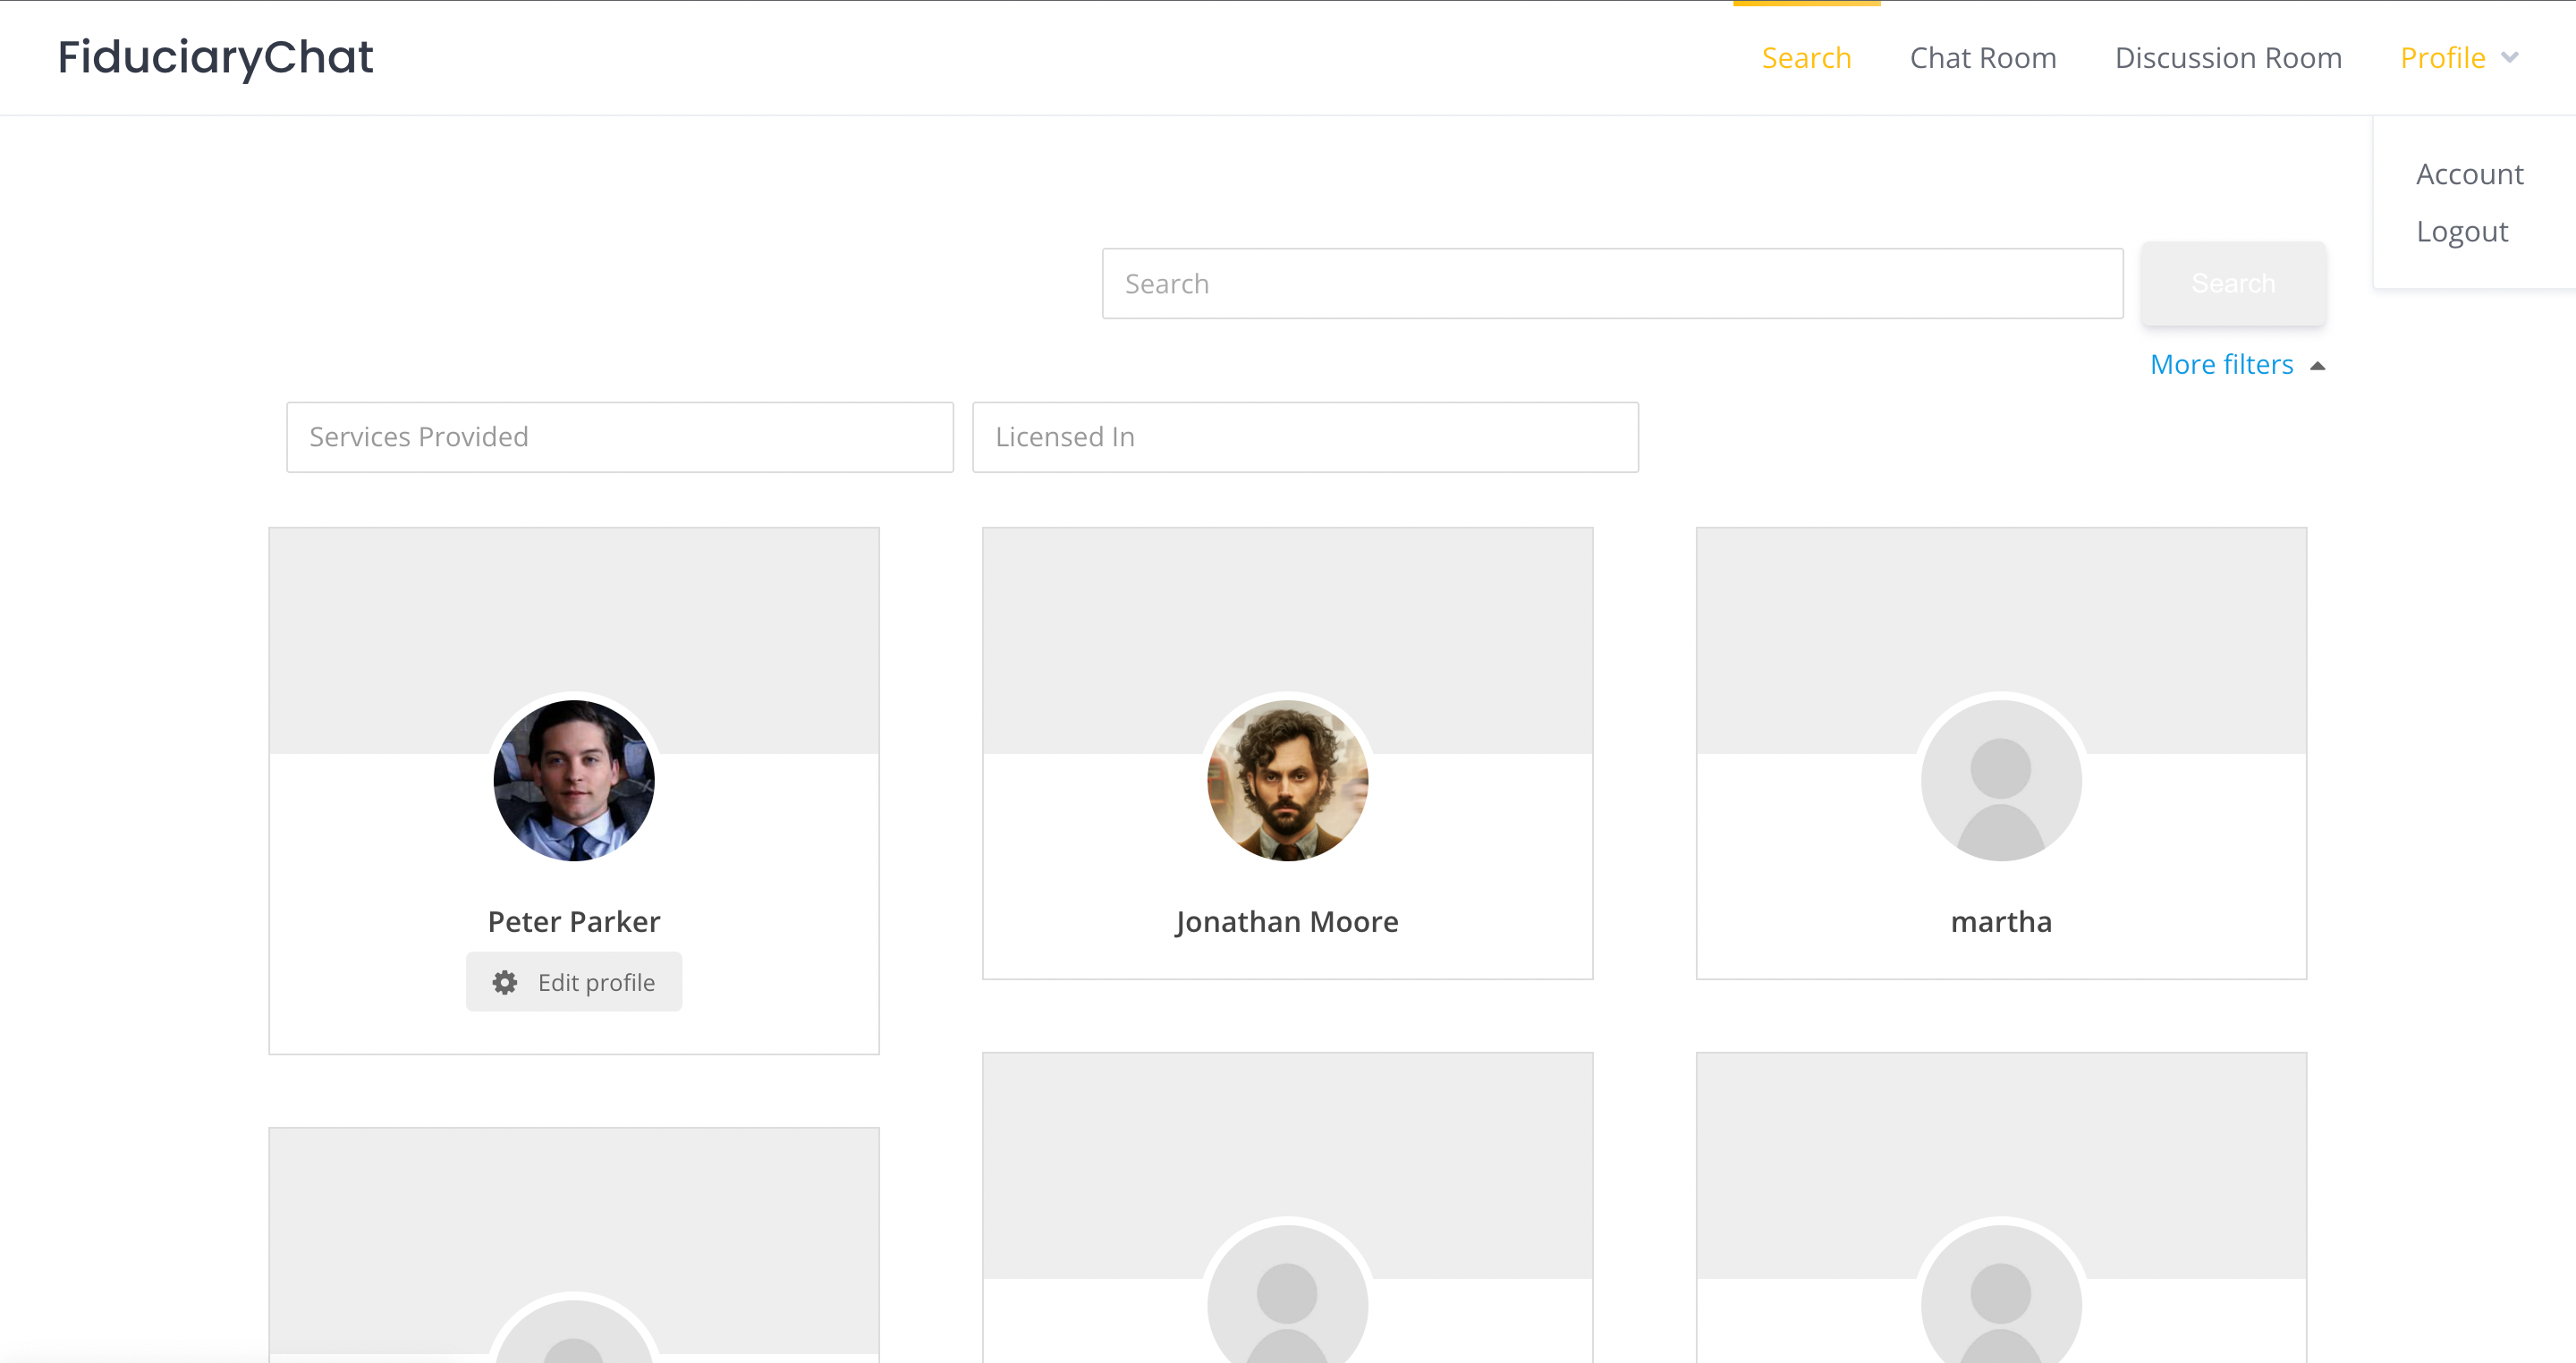 FiduciaryChat
Search
Chat Room
Discussion Room
Profile
Account
Logout
Search
Search
More filters
Services Provided
Licensed In
Peter Parker
Jonathan Moore
martha
Edit profile